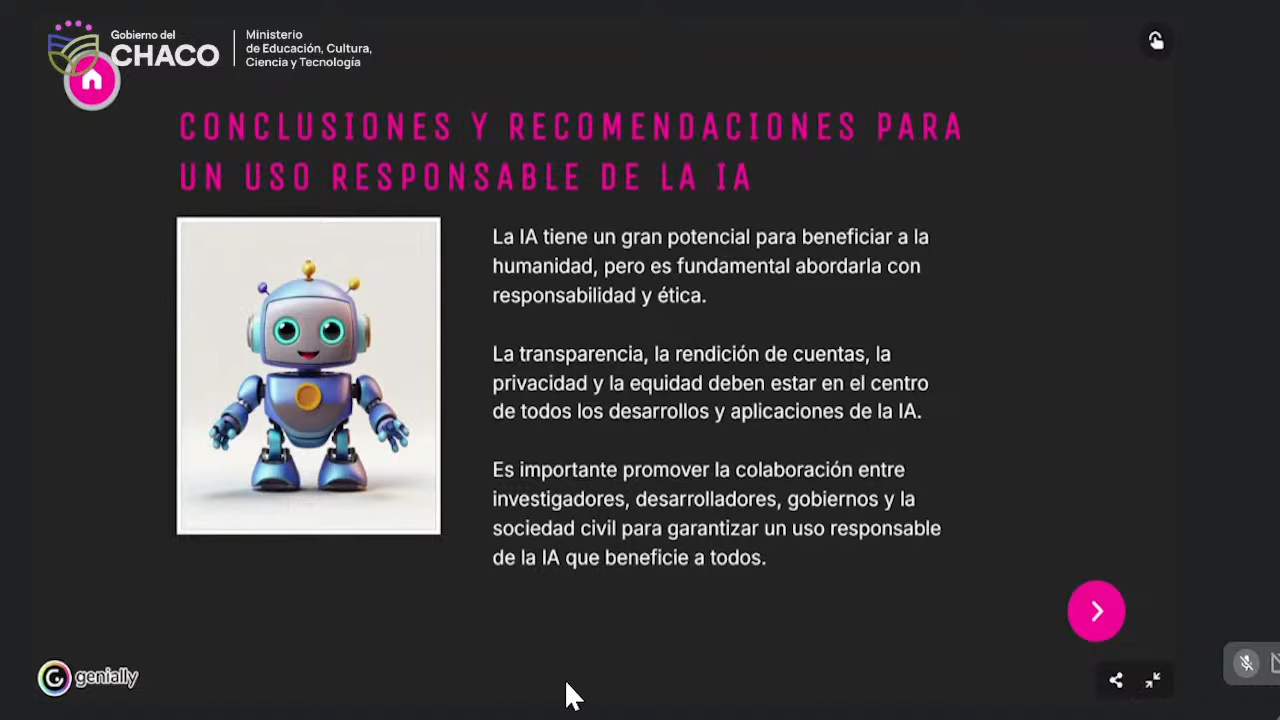 Gobierno del
CHACO
Ministerio
de Educación, Cultura,
Ciencia y Tecnología
CONCLUSIONES Y RECOMENDACIONES PARA
UN USO RESPONSABLE DE LA IA
La IA tiene un gran potencial para beneficiar a la
humanidad, pero es fundamental abordarla con
responsabilidad y ética.
La transparencia, la rendición de cuentas, la
privacidad y la equidad deben estar en el centro
de todos los desarrollos y aplicaciones de la IA.
Es importante promover la colaboración entre
investigadores, desarrolladores, gobiernos y la
sociedad civil para garantizar un uso responsable
de la IA que beneficie a todos.
genially